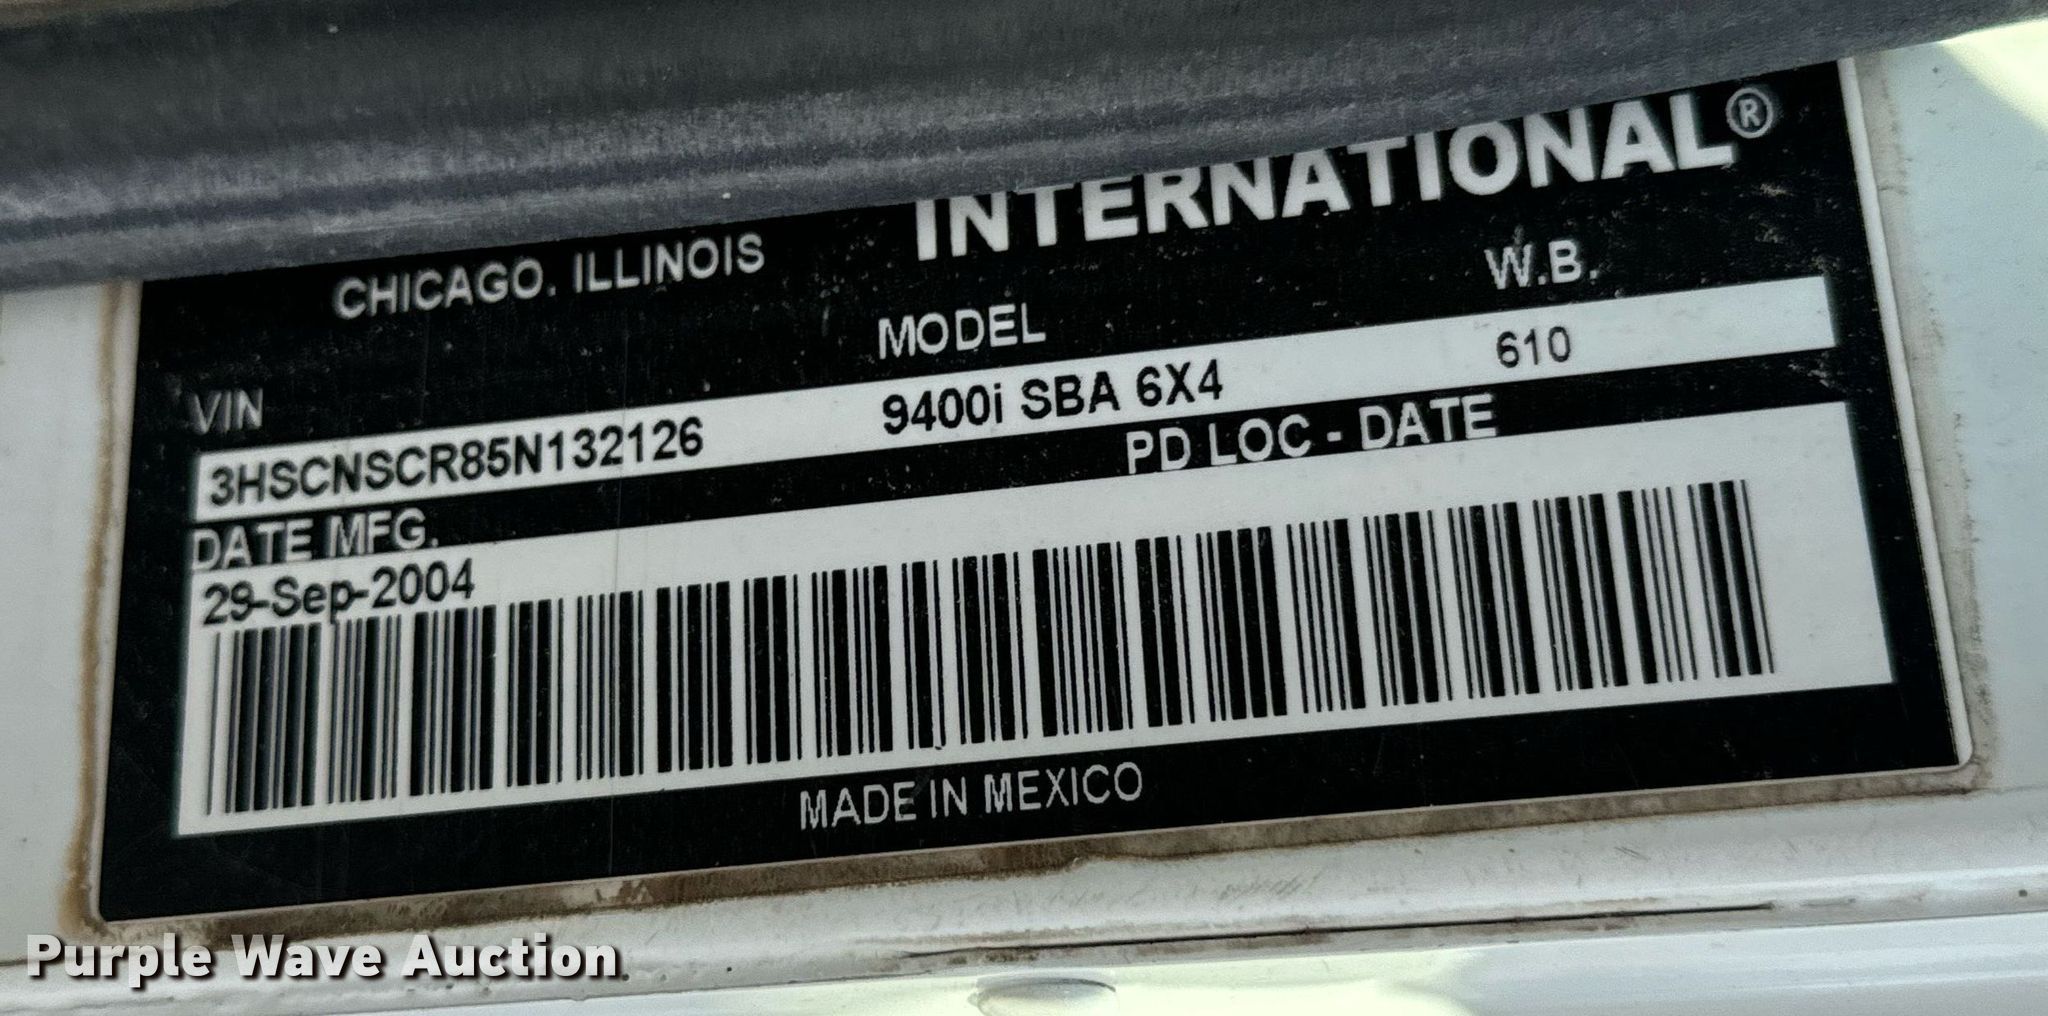 INTERNATIONAL®
CHICAGO, ILLINOIS
VIN MODEL W.B.
3HSCNSCR85N132126 9400i SBA 6X4 610
DATE MFG. PD LOC - DATE
29-Sep-2004
MADE IN MEXICO
Purple Wave Auction